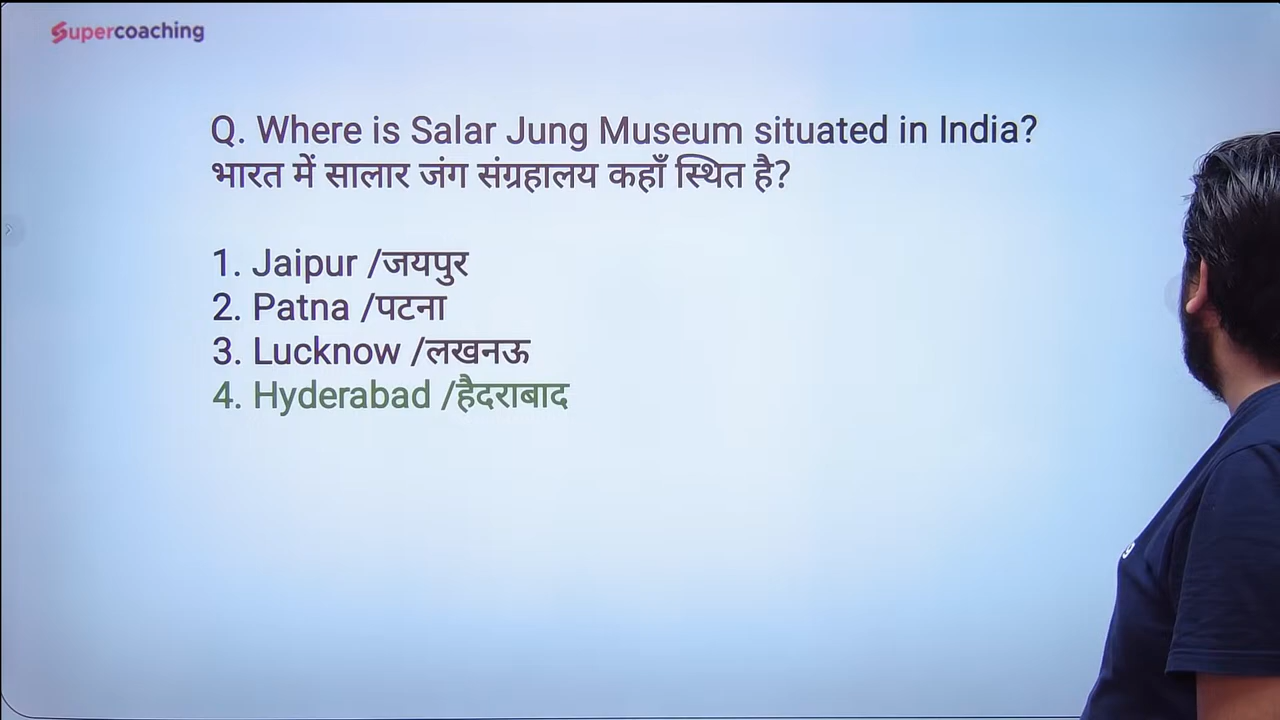 Supercoaching
Q. Where is Salar Jung Museum situated in India?
भारत में सालार जंग संग्रहालय कहाँ स्थित है?
1. Jaipur /जयपुर
2. Patna /पटना
3. Lucknow /लखनऊ
4. Hyderabad /हैदराबाद